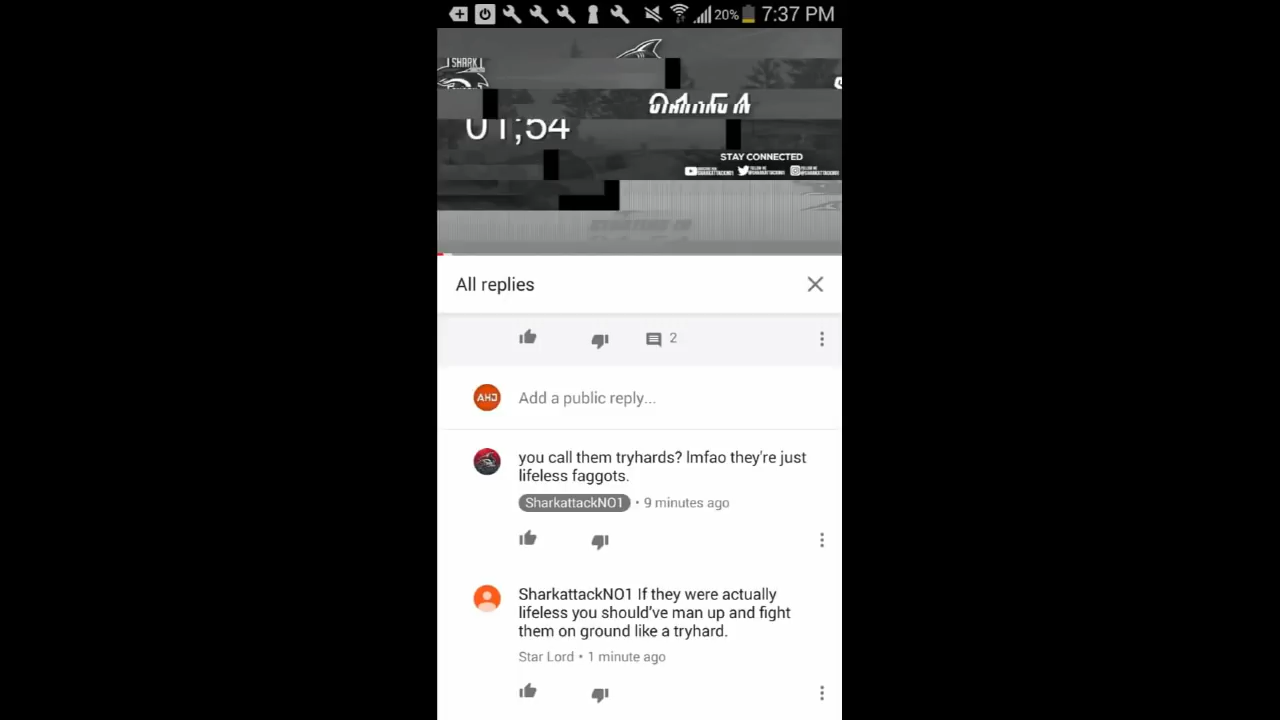 20% 7:37 PM
SHARK
01;54
STAY CONNECTED
All replies
2
AHJ
Add a public reply...
you call them tryhards? lmfao they're just
lifeless faggots.
SharkattackNO1 • 9 minutes ago
SharkattackNO1 If they were actually
lifeless you should've man up and fight
them on ground like a tryhard.
Star Lord • 1 minute ago